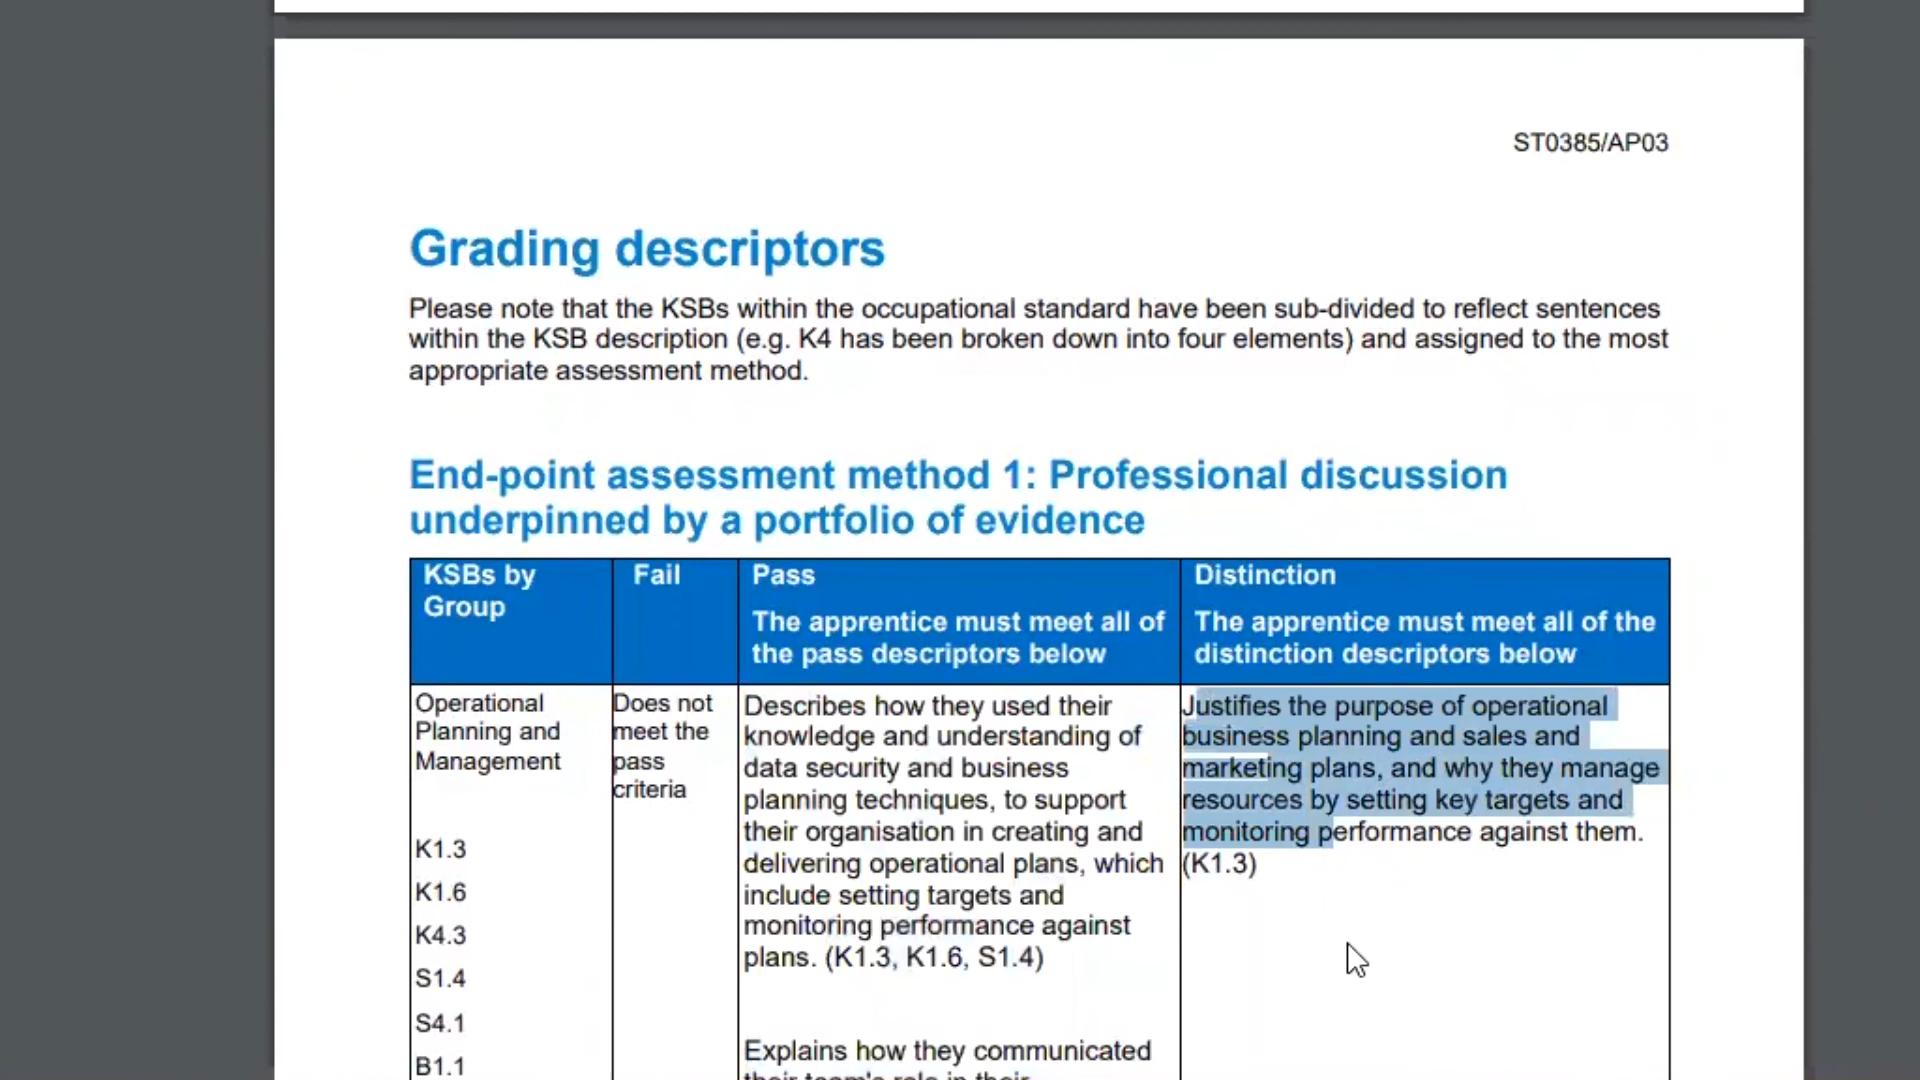 ST0385/AP03
Grading descriptors
Please note that the KSBs within the occupational standard have been sub-divided to reflect sentences
within the KSB description (e.g. K4 has been broken down into four elements) and assigned to the most
appropriate assessment method.
End-point assessment method 1: Professional discussion
underpinned by a portfolio of evidence
KSBs by
Group
Fail
Pass
The apprentice must meet all of
the pass descriptors below
Distinction
The apprentice must meet all of the
distinction descriptors below
Operational
Planning and
Management
K1.3
K1.6
K4.3
S1.4
S4.1
B1.1
Does not
meet the
pass
criteria
Describes how they used their
knowledge and understanding of
data security and business
planning techniques, to support
their organisation in creating and
delivering operational plans, which
include setting targets and
monitoring performance against
plans. (K1.3, K1.6, S1.4)
Explains how they communicated
their team's role in their
Justifies the purpose of operational
business planning and sales and
marketing plans, and why they manage
resources by setting key targets and
monitoring performance against them.
(K1.3)